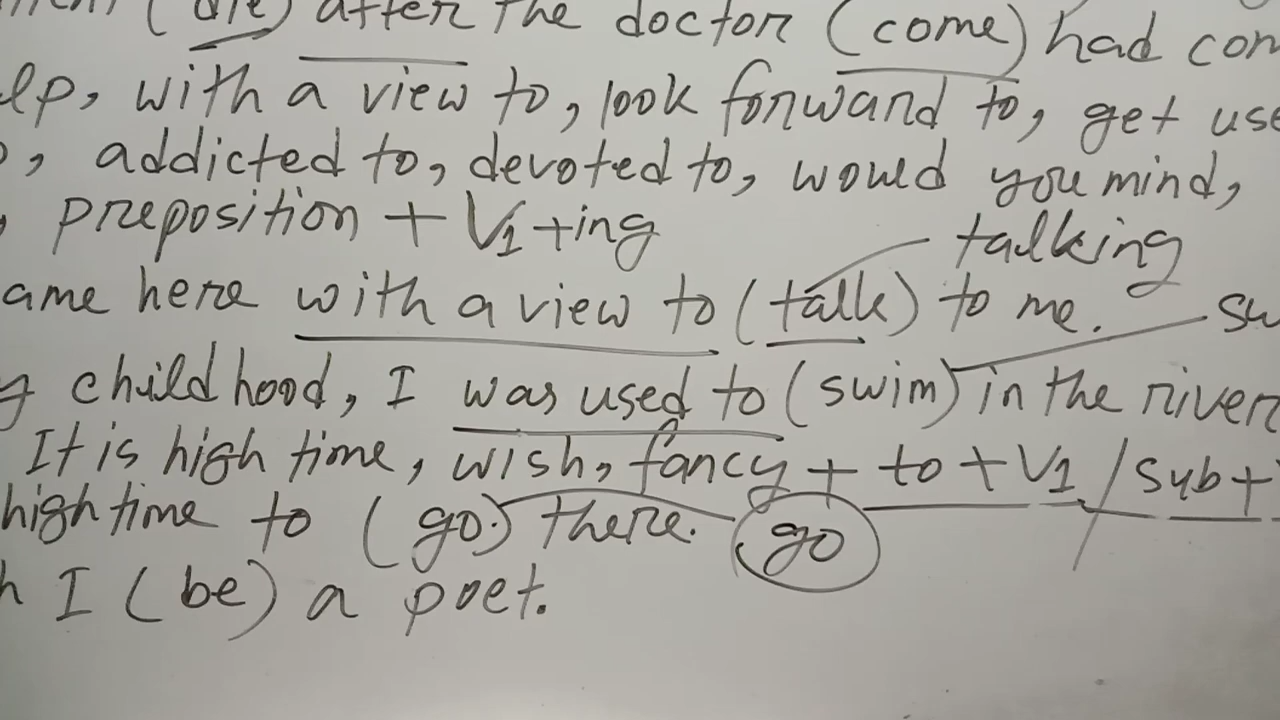 (die) after the doctor (come) had com
elp, with a view to, look forward to, get use
, addicted to, devoted to, would you mind,
preposition + V1+ing
talking
ame here with a view to (talk) to me.
sw
y childhood, I was used to (swim) in the river
It is high time, wish, fancy + to + V1 / sub +
high time to (go) there. go
h I (be) a poet.